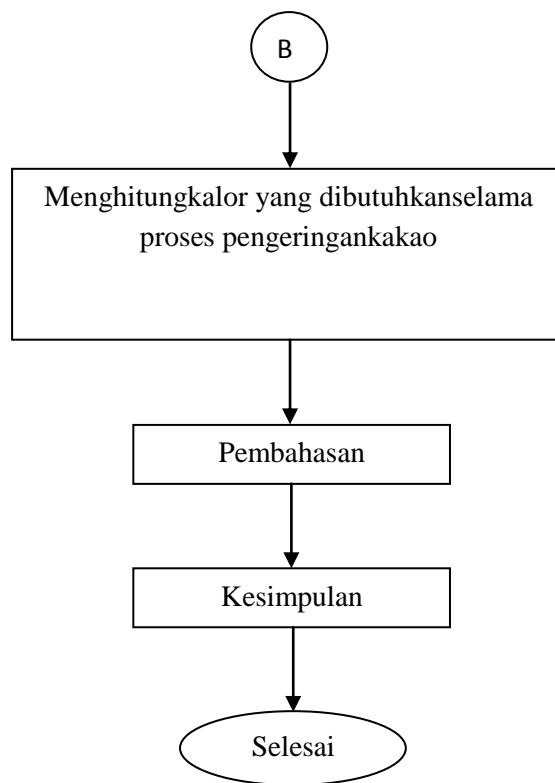 B
Menghitungkalor yang dibutuhkanselama
proses pengeringankakao
Pembahasan
Kesimpulan
Selesai